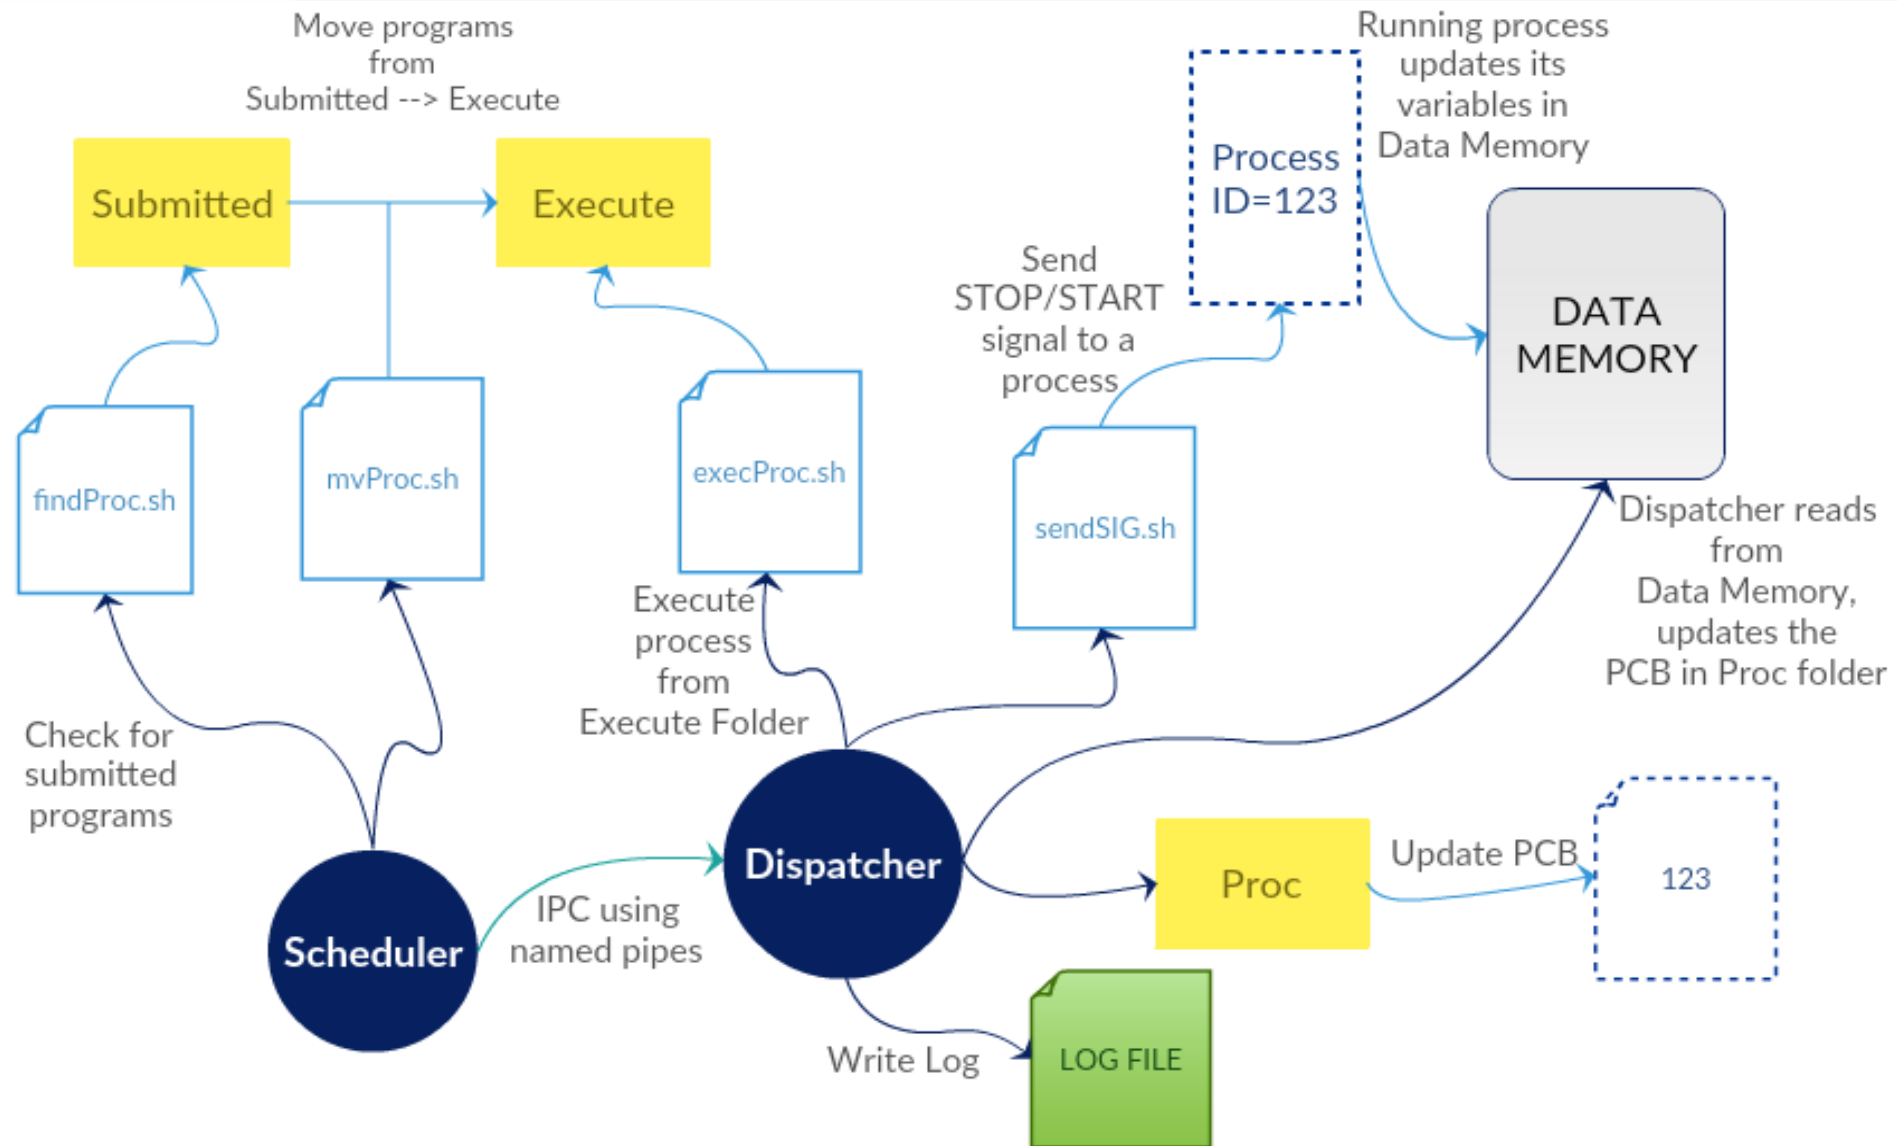 Move programs
from
Submitted --> Execute
Running process
updates its
variables in
Data Memory
Submitted
Execute
Process
ID=123
Send
STOP/START
signal to a
process
DATA
MEMORY
findProc.sh
mvProc.sh
execProc.sh
sendSIG.sh
Dispatcher reads
from
Data Memory,
updates the
PCB in Proc folder
Execute
process
from
Execute Folder
Check for
submitted
programs
Scheduler
IPC using
named pipes
Dispatcher
Proc
Update PCB
123
Write Log
LOG FILE